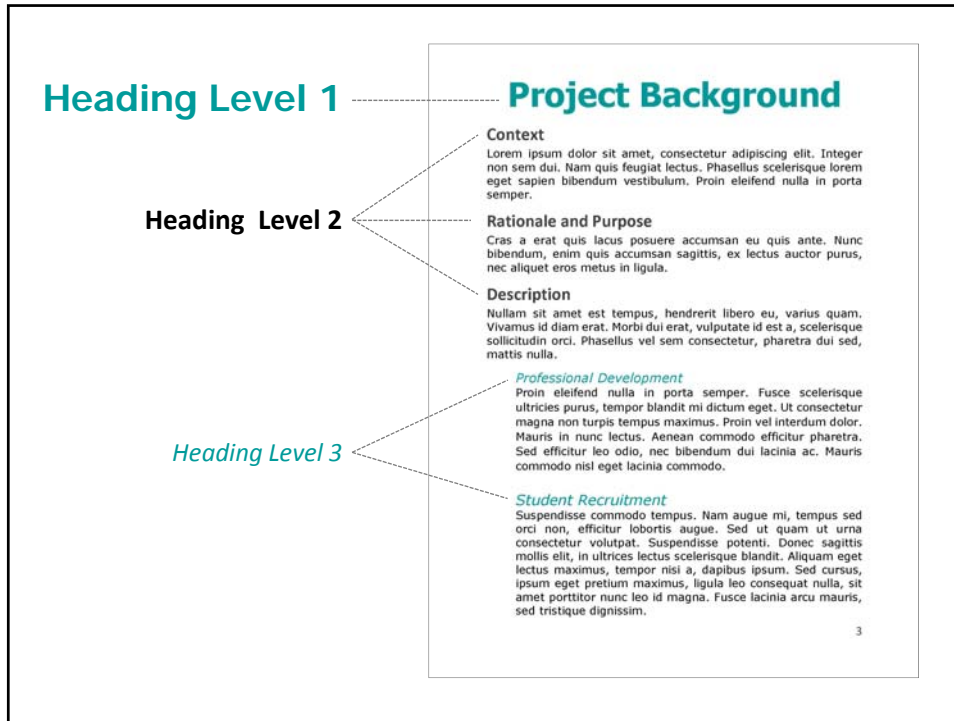 Heading Level 1
Project Background
Context
Lorem ipsum dolor sit amet, consectetur adipiscing elit. Integer
non sem dui. Nam quis feugiat lectus. Phasellus scelerisque lorem
eget sapien bibendum vestibulum. Proin eleifend nulla in porta
semper.
Heading  Level 2
Rationale and Purpose
Cras a erat quis lacus posuere accumsan eu quis ante. Nunc
bibendum, enim quis accumsan sagittis, ex lectus auctor purus,
nec aliquet eros metus in ligula.
Description
Nullam sit amet est tempus, hendrerit libero eu, varius quam.
Vivamus id diam erat. Morbi dui erat, vulputate id est a, scelerisque
sollicitudin orci. Phasellus vel sem consectetur, pharetra dui sed,
mattis nulla.
Professional Development
Proin eleifend nulla in porta semper. Fusce scelerisque
ultricies purus, tempor blandit mi dictum eget. Ut consectetur
magna non turpis tempus maximus. Proin vel interdum dolor.
Mauris in nunc lectus. Aenean commodo efficitur pharetra.
Sed efficitur leo odio, nec bibendum dui lacinia ac. Mauris
commodo nisl eget lacinia commodo.
Heading Level 3
Student Recruitment
Suspendisse commodo tempus. Nam augue mi, tempus sed
orci non, efficitur lobortis augue. Sed ut quam ut urna
consectetur volutpat. Suspendisse potenti. Donec sagittis
mollis elit, in ultrices lectus scelerisque blandit. Aliquam eget
lectus maximus, tempor nisi a, dapibus ipsum. Sed cursus,
ipsum eget pretium maximus, ligula leo consequat nulla, sit
amet porttitor nunc leo id magna. Fusce lacinia arcu mauris,
sed tristique dignissim.
3